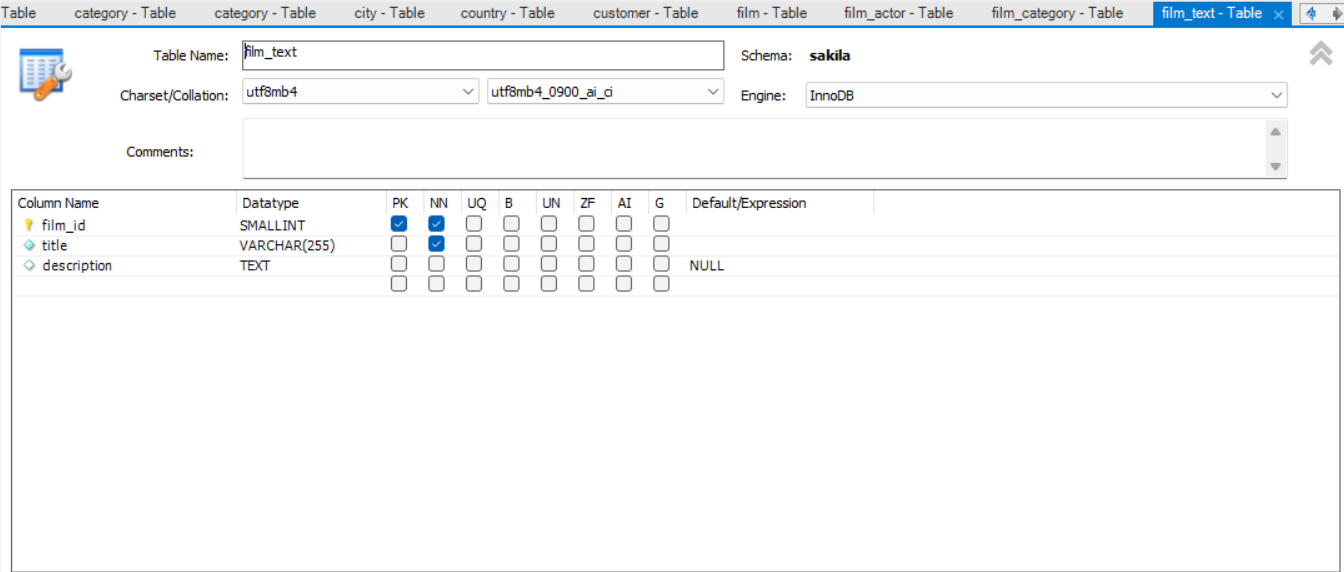 Table category - Table category - Table city - Table country - Table customer - Table film - Table film_actor - Table film_category - Table film_text - Table
Table Name: film_text Schema: sakila
Charset/Collation: utf8mb4 utf8mb4_0900_ai_ci Engine: InnoDB
Comments:
Column Name Datatype PK NN UQ B UN ZF AI G Default/Expression
film_id SMALLINT
title VARCHAR(255)
description TEXT NULL